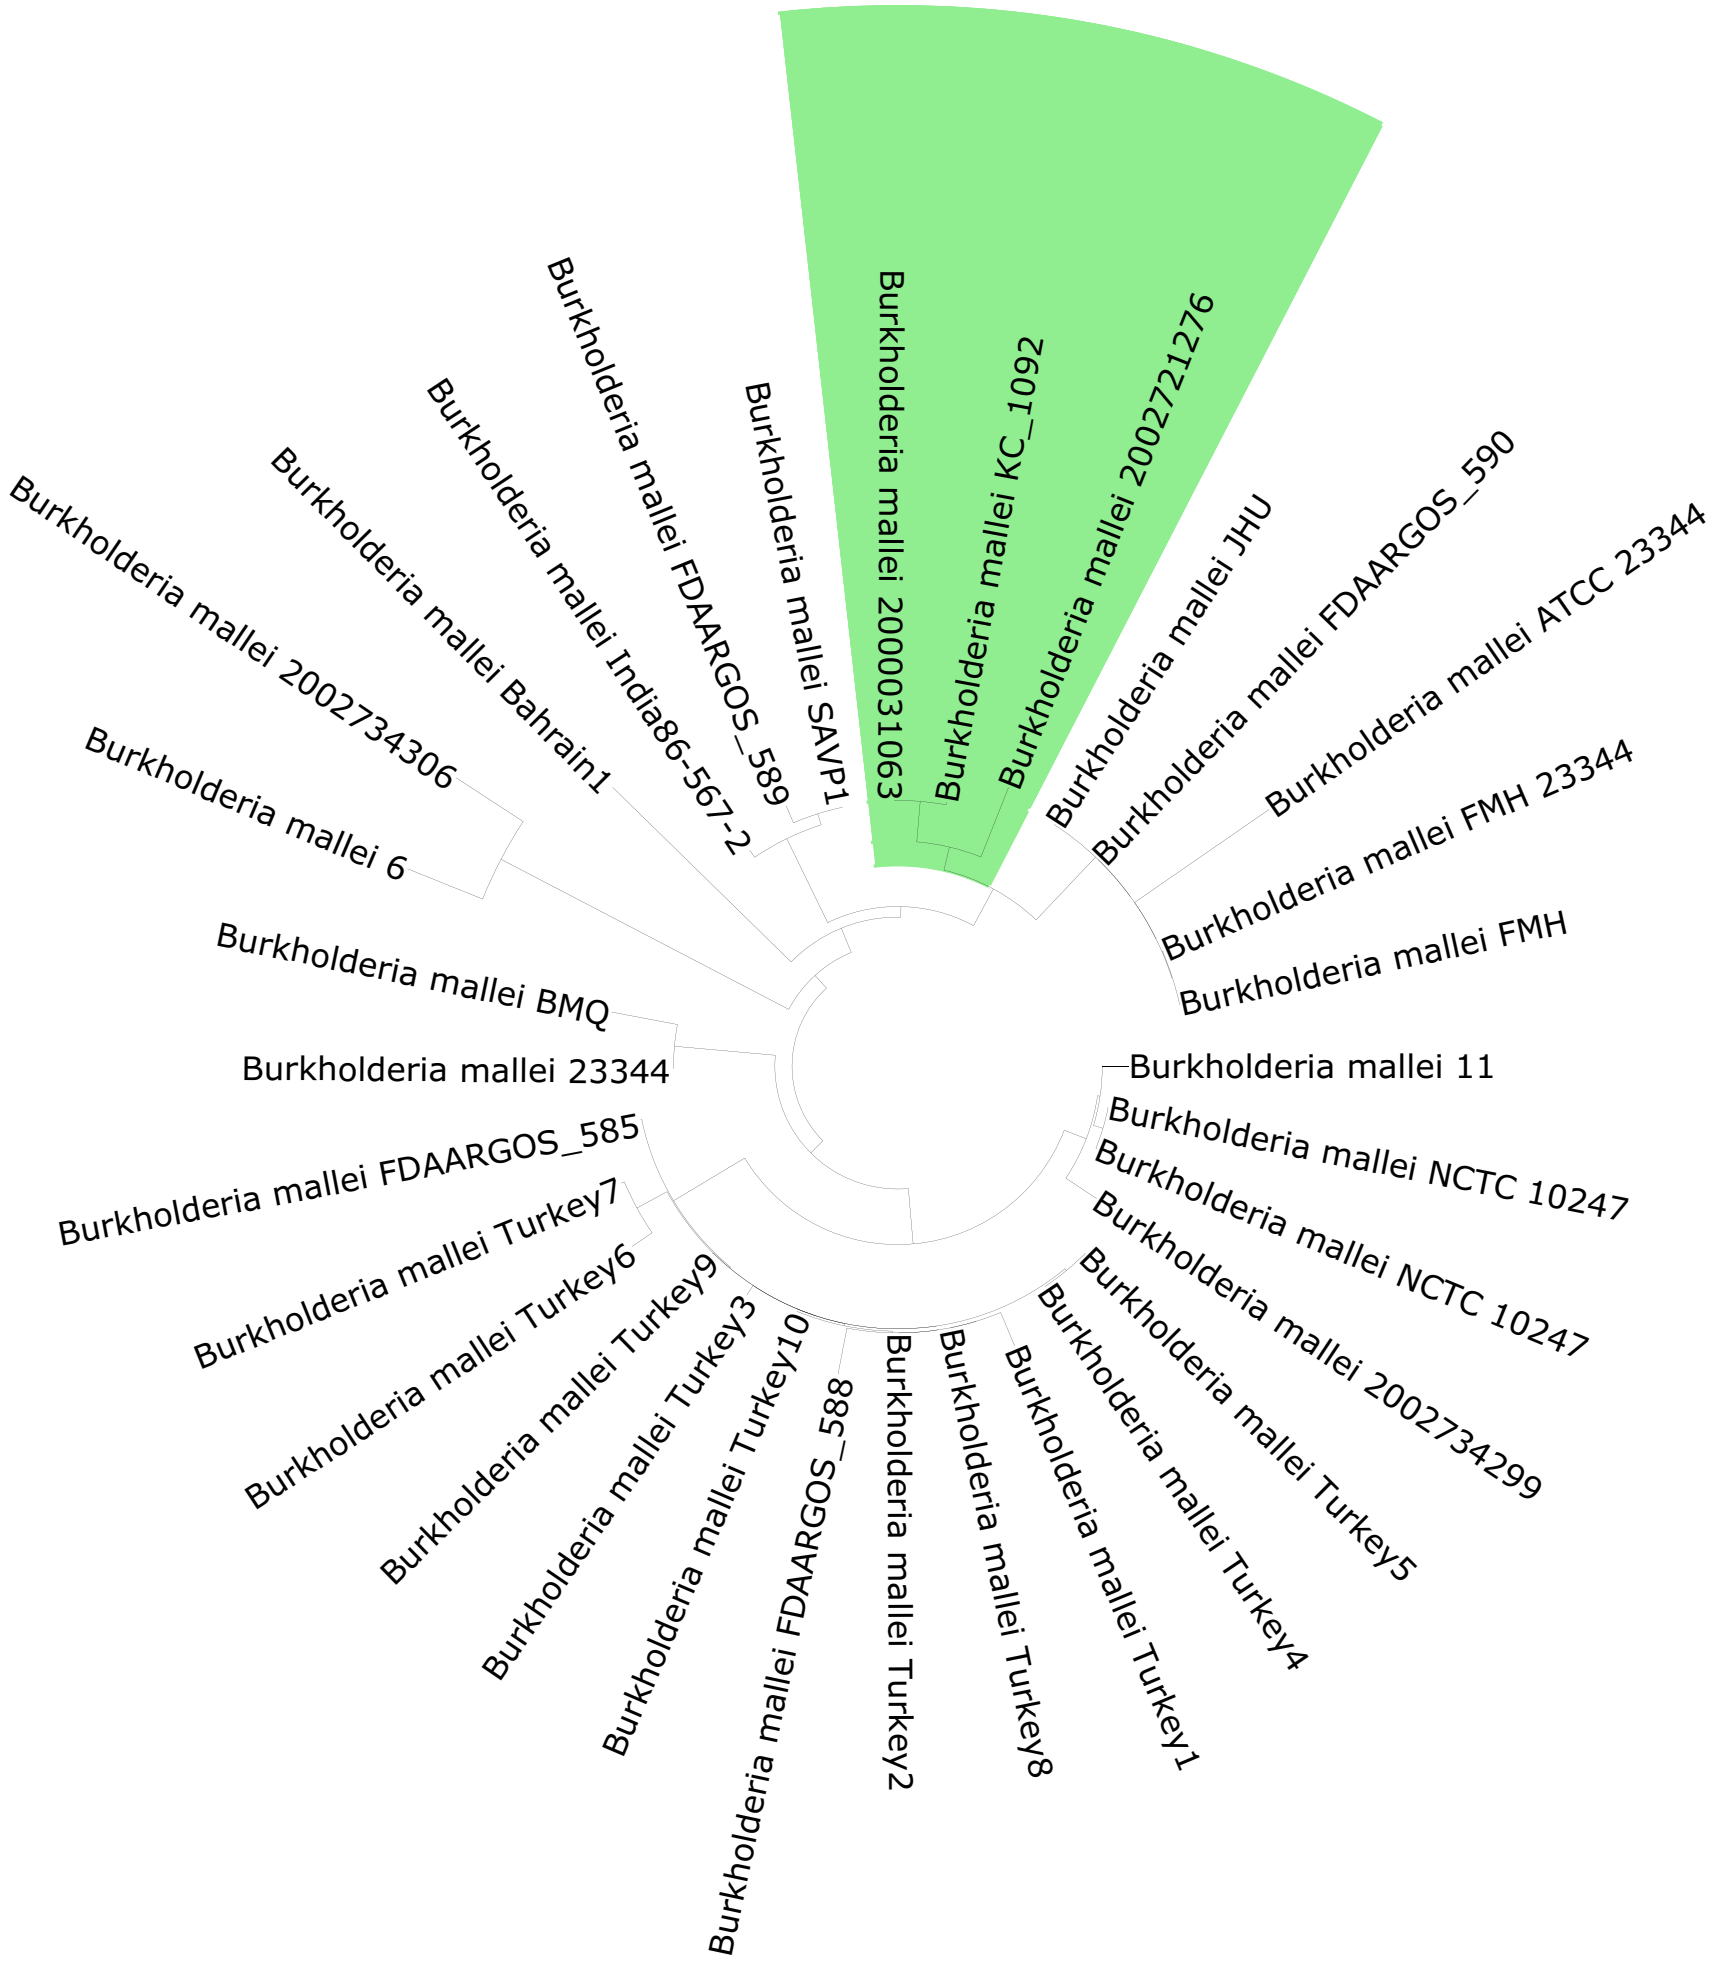 Burkholderia mallei 2000031063
Burkholderia mallei KC_1092
Burkholderia mallei 2002721276
Burkholderia mallei JHU
Burkholderia mallei FDAARGOS_590
Burkholderia mallei ATCC 23344
Burkholderia mallei FMH 23344
Burkholderia mallei FMH
Burkholderia mallei 11
Burkholderia mallei NCTC 10247
Burkholderia mallei NCTC 10247
Burkholderia mallei 2002734299
Burkholderia mallei Turkey5
Burkholderia mallei Turkey4
Burkholderia mallei Turkey1
Burkholderia mallei Turkey8
Burkholderia mallei Turkey2
Burkholderia mallei FDAARGOS_588
Burkholderia mallei Turkey10
Burkholderia mallei Turkey3
Burkholderia mallei Turkey9
Burkholderia mallei Turkey6
Burkholderia mallei Turkey7
Burkholderia mallei FDAARGOS_585
Burkholderia mallei 23344
Burkholderia mallei BMQ
Burkholderia mallei 6
Burkholderia mallei 2002734306
Burkholderia mallei Bahrain1
Burkholderia mallei India86-567-2
Burkholderia mallei FDAARGOS_589
Burkholderia mallei SAVP1